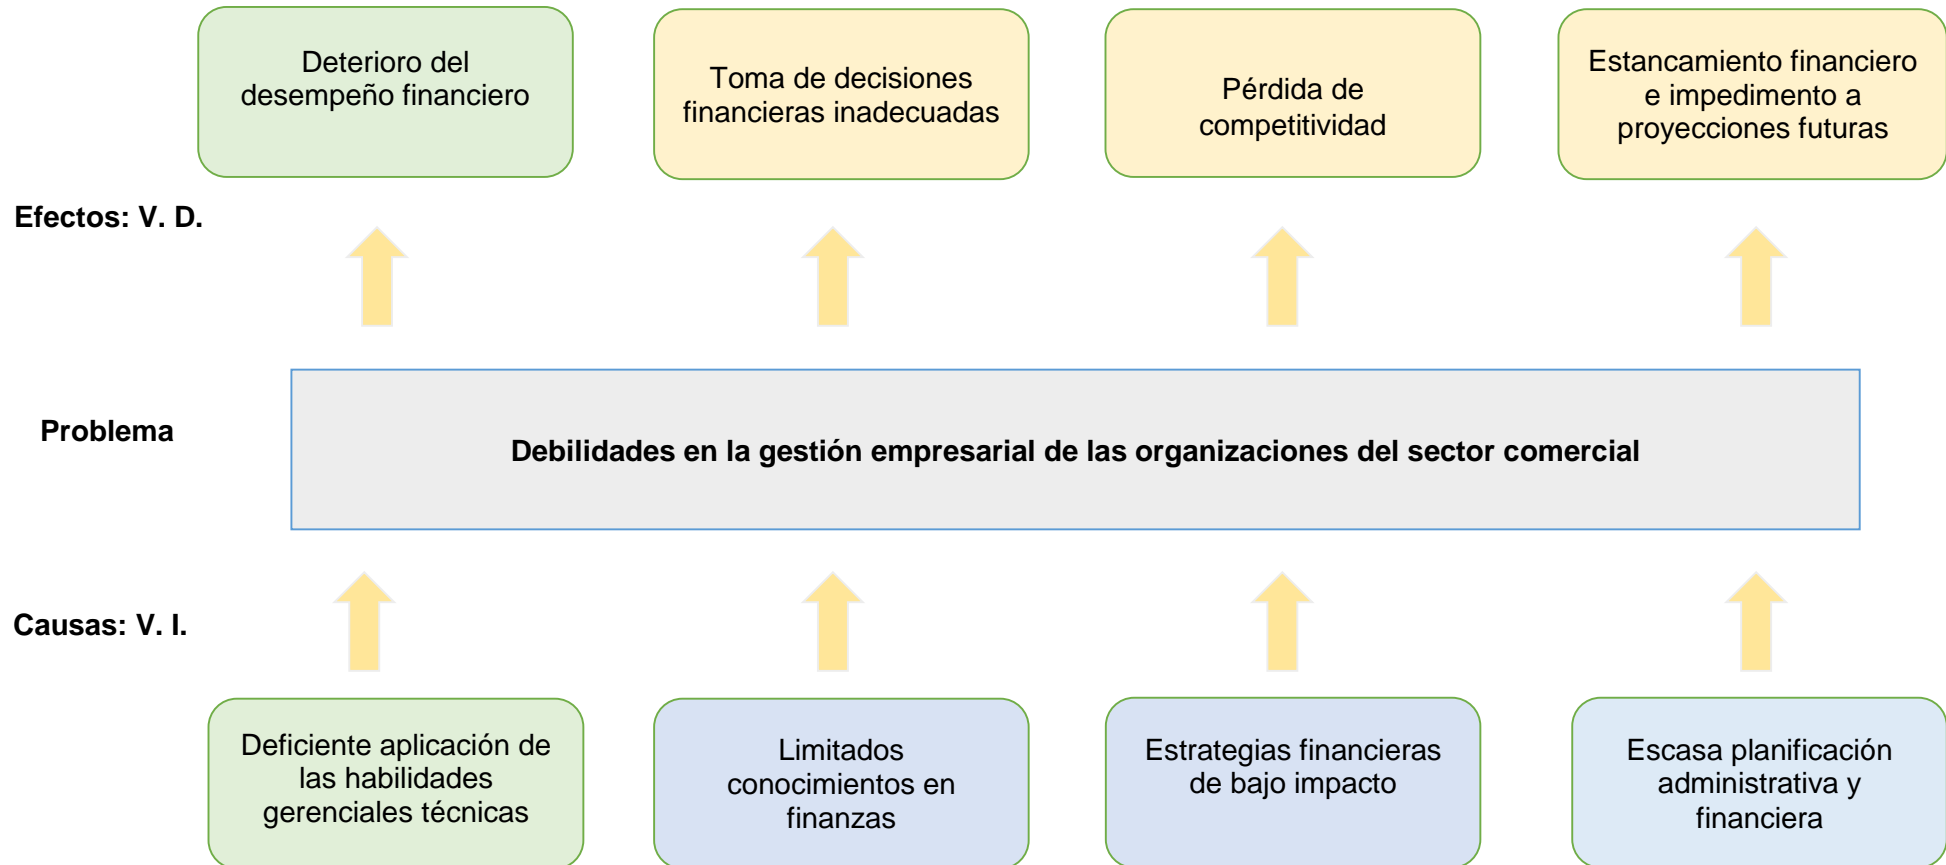 Deterioro del
desempeño financiero
Toma de decisiones
financieras inadecuadas
Pérdida de
competitividad
Estancamiento financiero
e impedimento a
proyecciones futuras
Efectos: V. D.
Problema
Debilidades en la gestión empresarial de las organizaciones del sector comercial
Causas: V. I.
Deficiente aplicación de
las habilidades
gerenciales técnicas
Limitados
conocimientos en
finanzas
Estrategias financieras
de bajo impacto
Escasa planificación
administrativa y
financiera